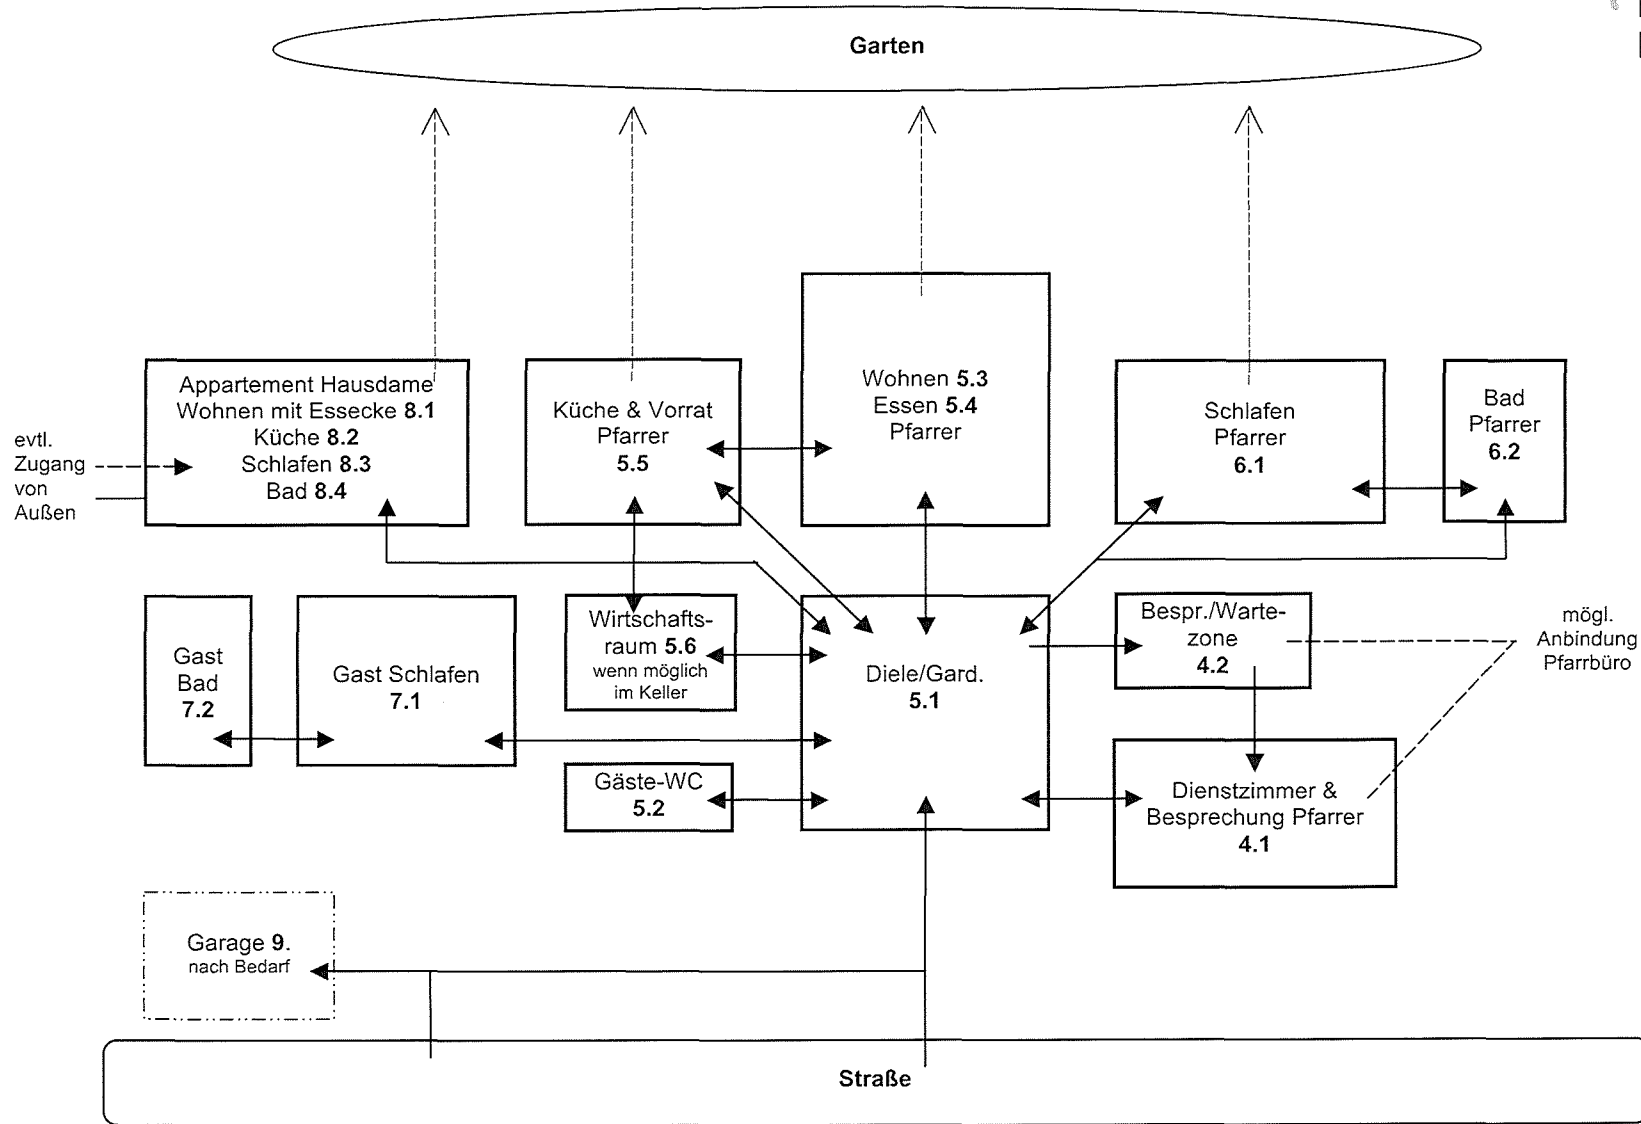 Garten
Appartement Hausdame
Wohnen mit Essecke 8.1
Küche 8.2
Schlafen 8.3
Bad 8.4
evtl.
Zugang
von
Außen
Küche & Vorrat
Pfarrer
5.5
Wohnen 5.3
Essen 5.4
Pfarrer
Schlafen
Pfarrer
6.1
Bad
Pfarrer
6.2
Gast
Bad
7.2
Gast Schlafen
7.1
Wirtschafts-
raum 5.6
wenn möglich
im Keller
Diele/Gard.
5.1
Bespr./Warte-
zone
4.2
mögl.
Anbindung
Pfarrbüro
Gäste-WC
5.2
Dienstzimmer &
Besprechung Pfarrer
4.1
Garage 9.
nach Bedarf
Straße